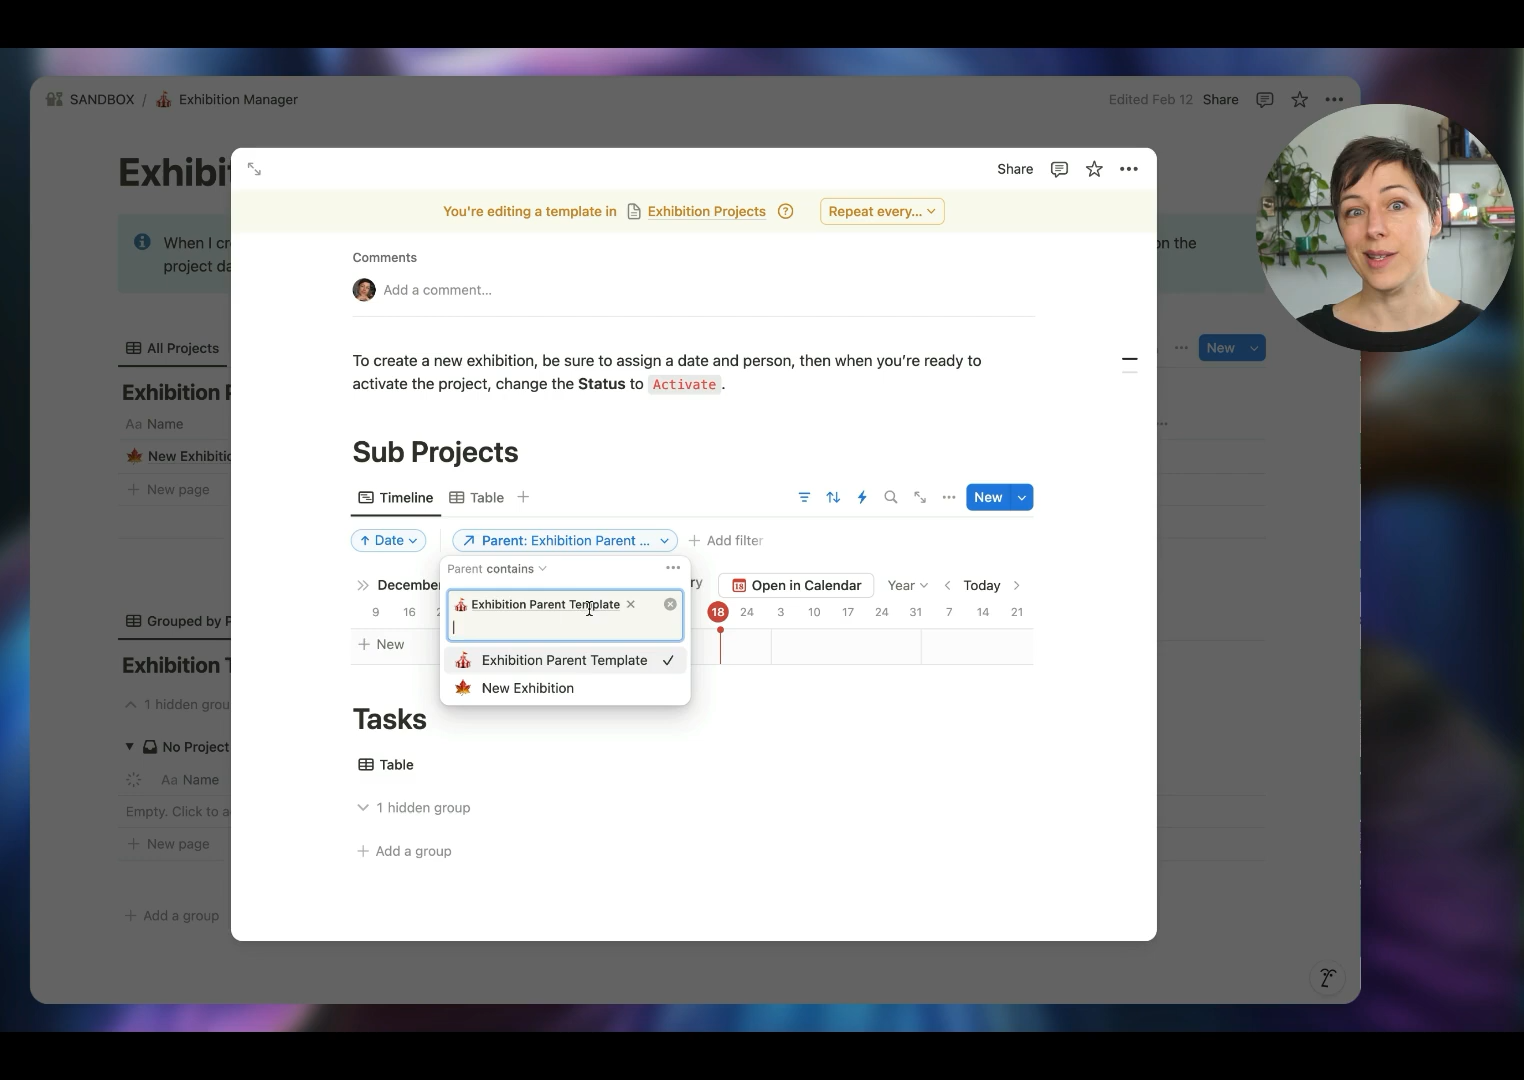 SANDBOX / Exhibition Manager
Edited Feb 12 Share
Exhibi
Share
You're editing a template in Exhibition Projects
Repeat every...
When I cr
on the
project da
Comments
Add a comment...
All Projects
New
To create a new exhibition, be sure to assign a date and person, then when you're ready to
activate the project, change the Status to Activate.
Exhibition P
Aa Name
New Exhibitio
+ New page
Sub Projects
Timeline
Table
New
Date
Parent: Exhibition Parent ...
+ Add filter
Parent contains
December
ry
Open in Calendar
Year
Today
9 16 2 18 24 3 10 17 24 31 7 14 21
Exhibition Parent Template
+ New
Exhibition Parent Template
New Exhibition
Grouped by P
Exhibition T
1 hidden grou
No Project
Aa Name
Empty. Click to a
+ New page
+ Add a group
Tasks
Table
1 hidden group
+ Add a group